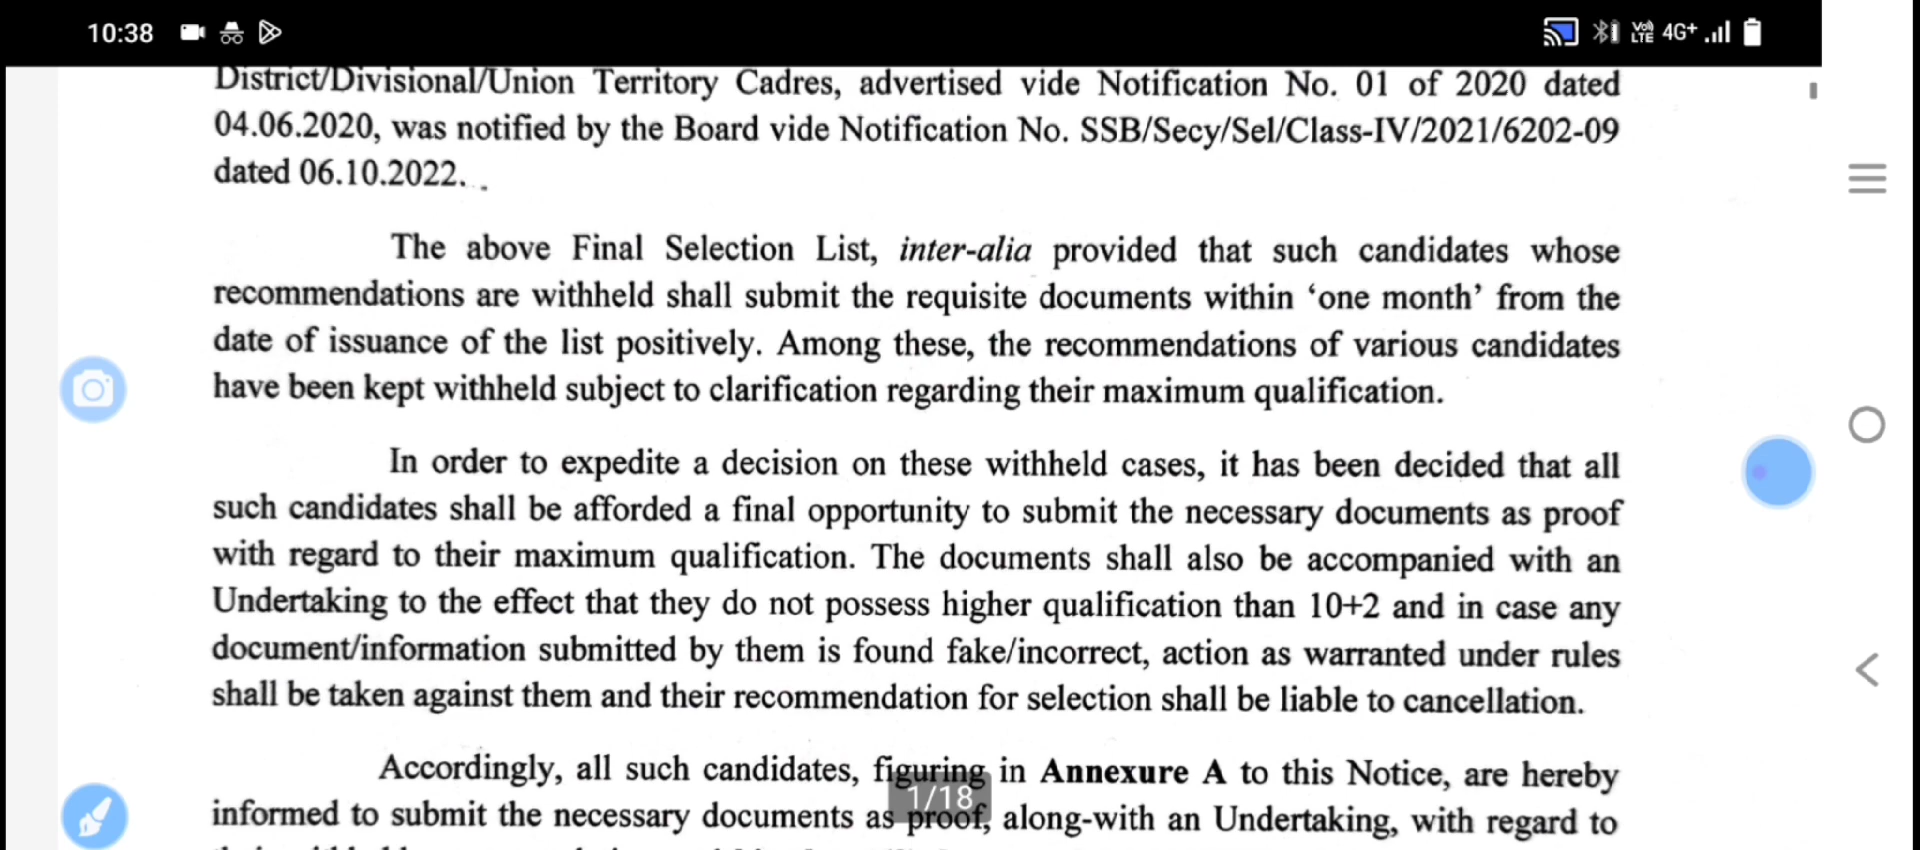 10:38 4G+
District/Divisional/Union Territory Cadres, advertised vide Notification No. 01 of 2020 dated
04.06.2020, was notified by the Board vide Notification No. SSB/Secy/Sel/Class-IV/2021/6202-09
dated 06.10.2022.
The above Final Selection List, inter-alia provided that such candidates whose
recommendations are withheld shall submit the requisite documents within ‘one month’ from the
date of issuance of the list positively. Among these, the recommendations of various candidates
have been kept withheld subject to clarification regarding their maximum qualification.
In order to expedite a decision on these withheld cases, it has been decided that all
such candidates shall be afforded a final opportunity to submit the necessary documents as proof
with regard to their maximum qualification. The documents shall also be accompanied with an
Undertaking to the effect that they do not possess higher qualification than 10+2 and in case any
document/information submitted by them is found fake/incorrect, action as warranted under rules
shall be taken against them and their recommendation for selection shall be liable to cancellation.
Accordingly, all such candidates, figuring in Annexure A to this Notice, are hereby
1/18
informed to submit the necessary documents as proof, along-with an Undertaking, with regard to